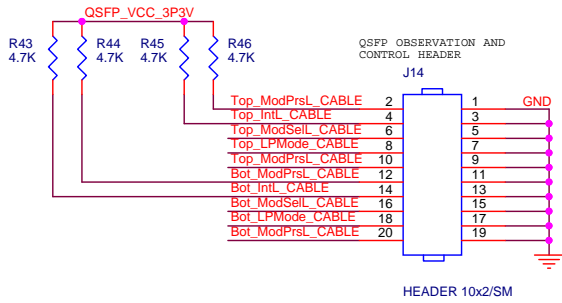 QSFP_VCC_3P3V
R43
4.7K
R44
4.7K
R45
4.7K
R46
4.7K
QSFP OBSERVATION AND
CONTROL HEADER
J14
Top_ModPrsL_CABLE 2 1 GND
Top_IntL_CABLE 4 3
Top_ModSelL_CABLE 6 5
Top_LPMode_CABLE 8 7
Top_ModPrsL_CABLE 10 9
Bot_ModPrsL_CABLE 12 11
Bot_IntL_CABLE 14 13
Bot_ModSelL_CABLE 16 15
Bot_LPMode_CABLE 18 17
Bot_ModPrsL_CABLE 20 19
HEADER 10x2/SM